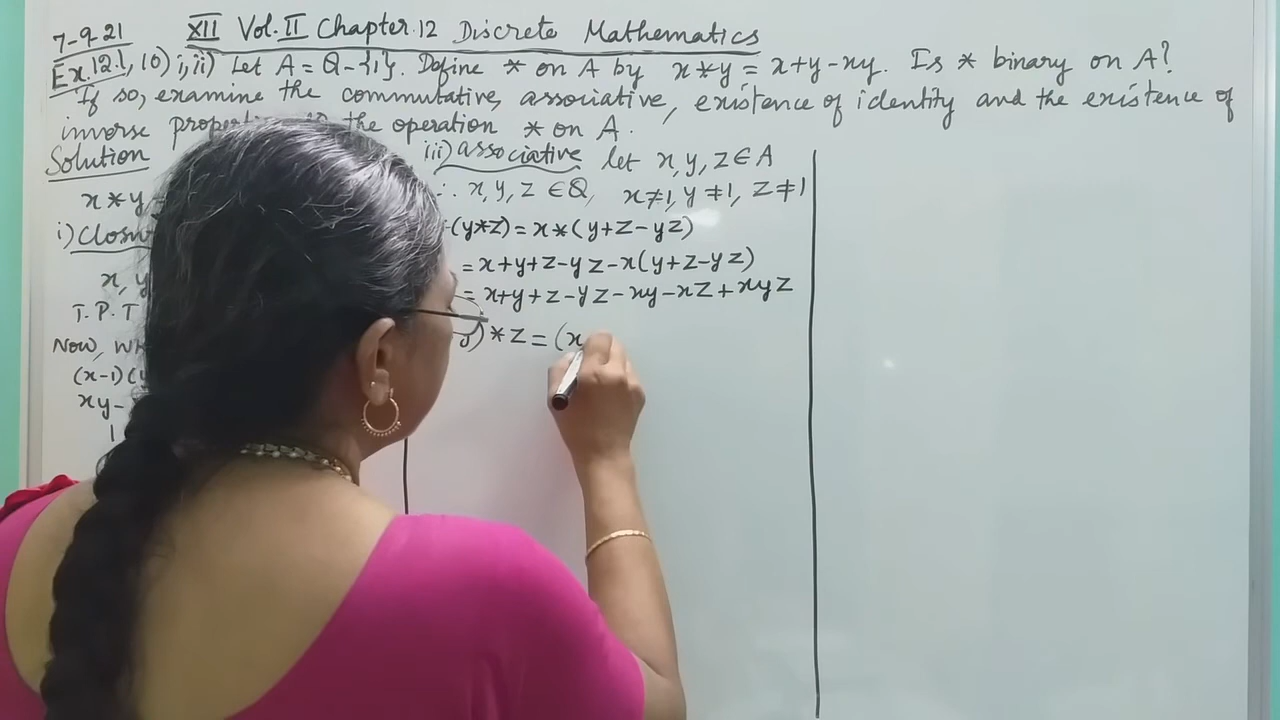 7-9-21 XII Vol. II Chapter. 12 Discrete Mathematics
Ex. 12.1, 10) i, ii) Let A = Q - {1}. Define * on A by x*y = x+y-xy. Is * binary on A?
If so, examine the commutative, associative, existence of identity and the existence of
inverse the operation * on A.
Solution
x*y
i)
x, y
T. P. T
Now,
(x-1)(y
xy-
1
iii) associative let x, y, z ∈ A
∴ x, y, z ∈ Q, x≠1, y≠1, z≠1
(y*z) = x*(y+z-yz)
= x+y+z-yz-x(y+z-yz)
= x+y+z-yz-xy-xz+xyz
)*z = (x